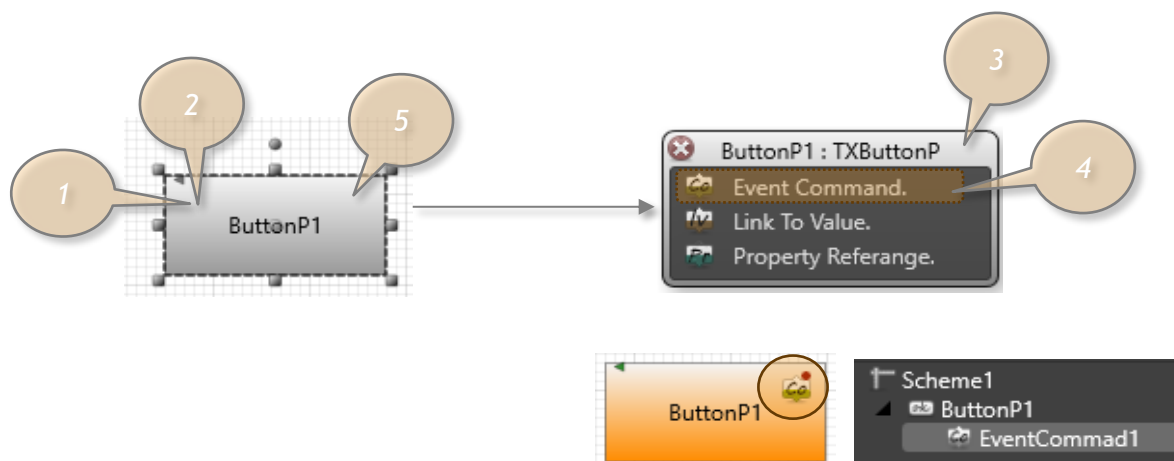 1
2
5
3
4
ButtonP1
ButtonP1 : TXButtonP
Event Command.
Link To Value.
Property Referange.
ButtonP1
Scheme1
ButtonP1
EventCommad1